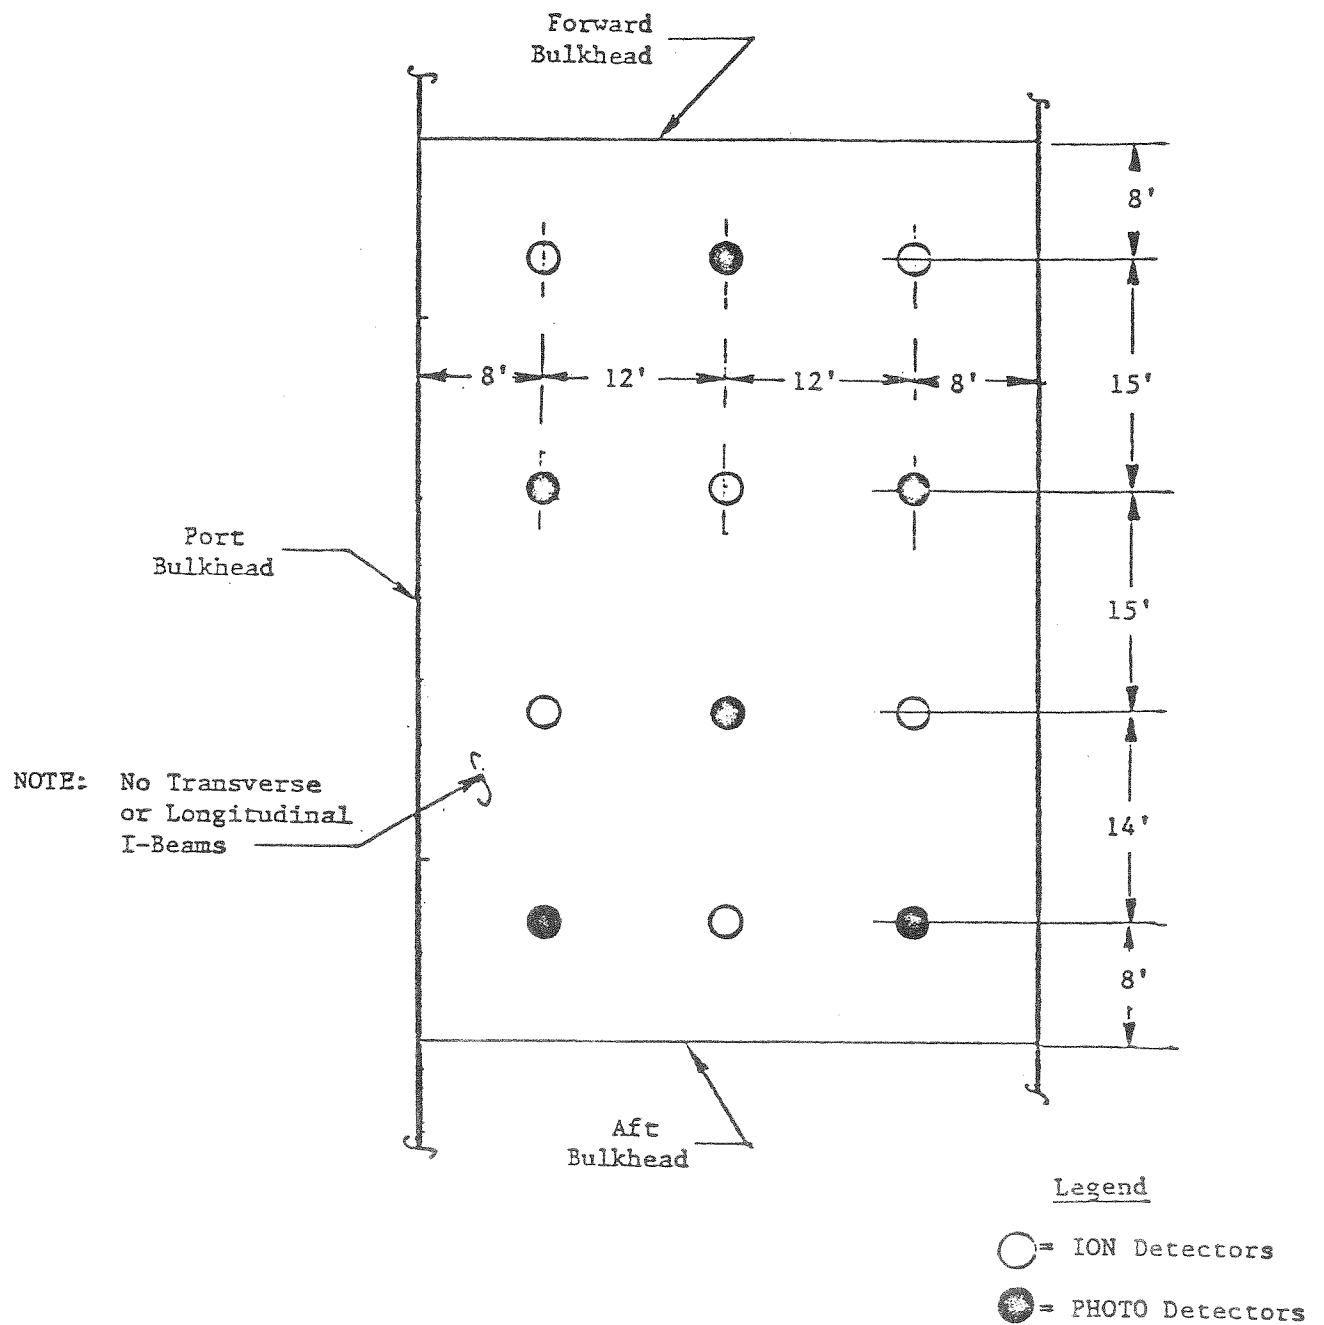 Forward
Bulkhead
8'
8'
12'
12'
8'
15'
Port
Bulkhead
15'
NOTE: No Transverse
or Longitudinal
I-Beams
14'
8'
Aft
Bulkhead
Legend
= ION Detectors
= PHOTO Detectors